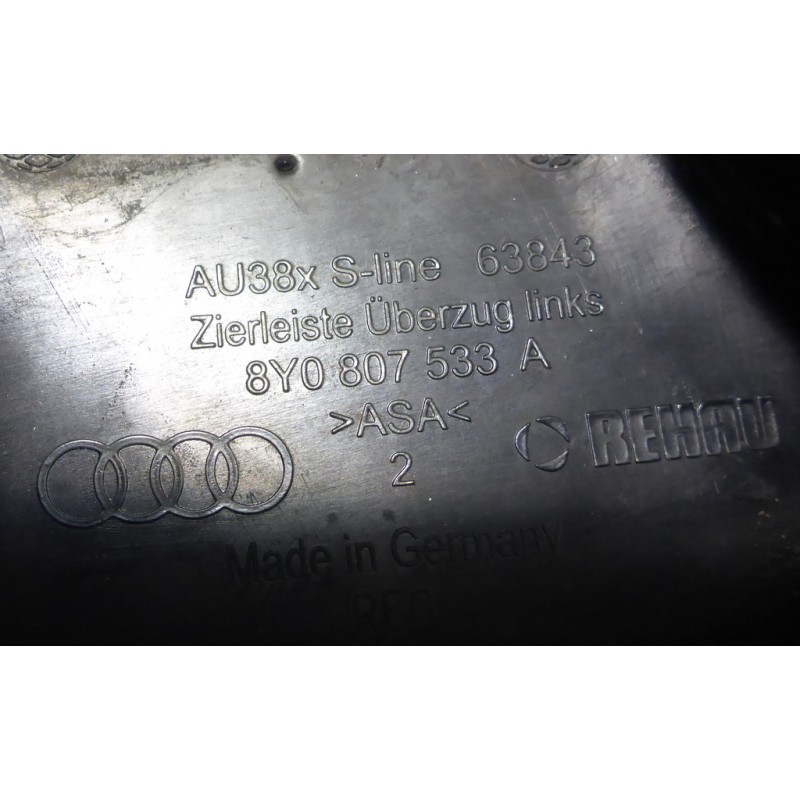 AU38x S-line 63843
Zierleiste Überzug links
8Y0 807 533 A
>ASA<
REHAU
2
Made in Germany